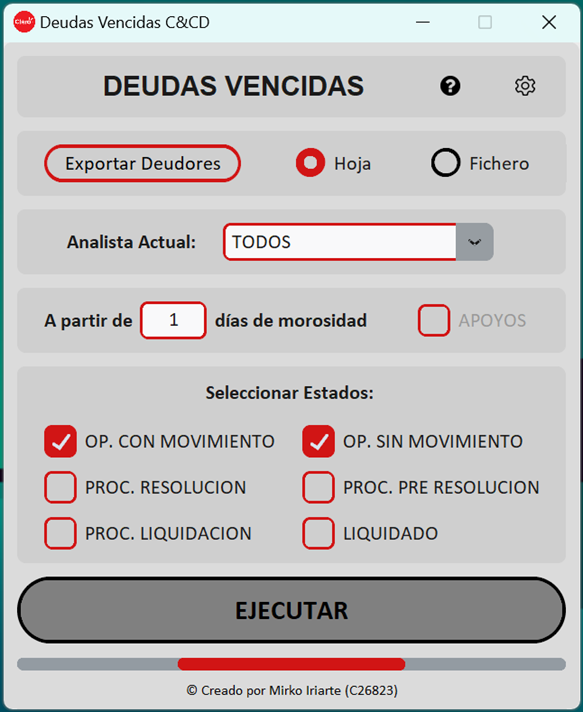 Claro
Deudas Vencidas C&CD
DEUDAS VENCIDAS
?
Exportar Deudores
Hoja
Fichero
Analista Actual:
TODOS
A partir de 1 días de morosidad
APOYOS
Seleccionar Estados:
OP. CON MOVIMIENTO
OP. SIN MOVIMIENTO
PROC. RESOLUCION
PROC. PRE RESOLUCION
PROC. LIQUIDACION
LIQUIDADO
EJECUTAR
© Creado por Mirko Iriarte (C26823)